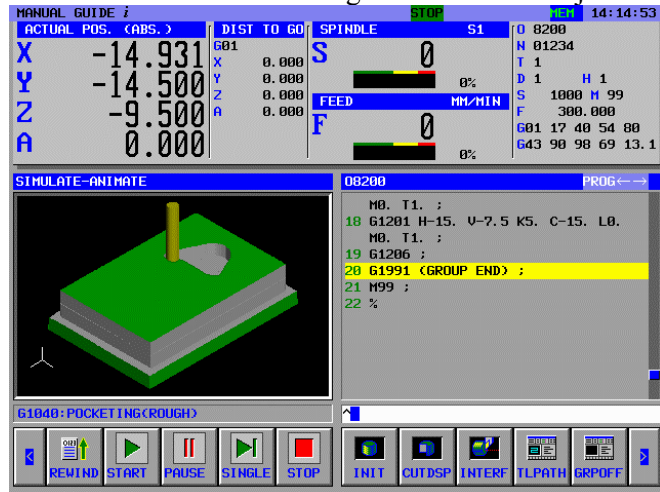 MANUAL GUIDE i STOP MEM 14:14:53
ACTUAL POS. (ABS.) DIST TO GO SPINDLE S1 O 8200
X -14.931 G01 S 0 N 01234
X 0.000 T 1
Y -14.500 Y 0.000 0% D 1 H 1
Z 0.000 S 1000 M 99
Z -9.500 A 0.000 FEED MM/MIN F 300.000
F 0 G01 17 40 54 80
A 0.000 0% G43 90 98 69 13.1
SIMULATE-ANIMATE
O8200 PROG←→
M0. T1. ;
18 G1201 H-15. V-7.5 K5. C-15. L0.
M0. T1. ;
19 G1206 ;
20 G1991 (GROUP END) ;
21 M99 ;
22 %
G1040:POCKETING(ROUGH)
^
< REWIND START PAUSE SINGLE STOP INIT CUTDSP INTERF TLPATH GRPOFF >